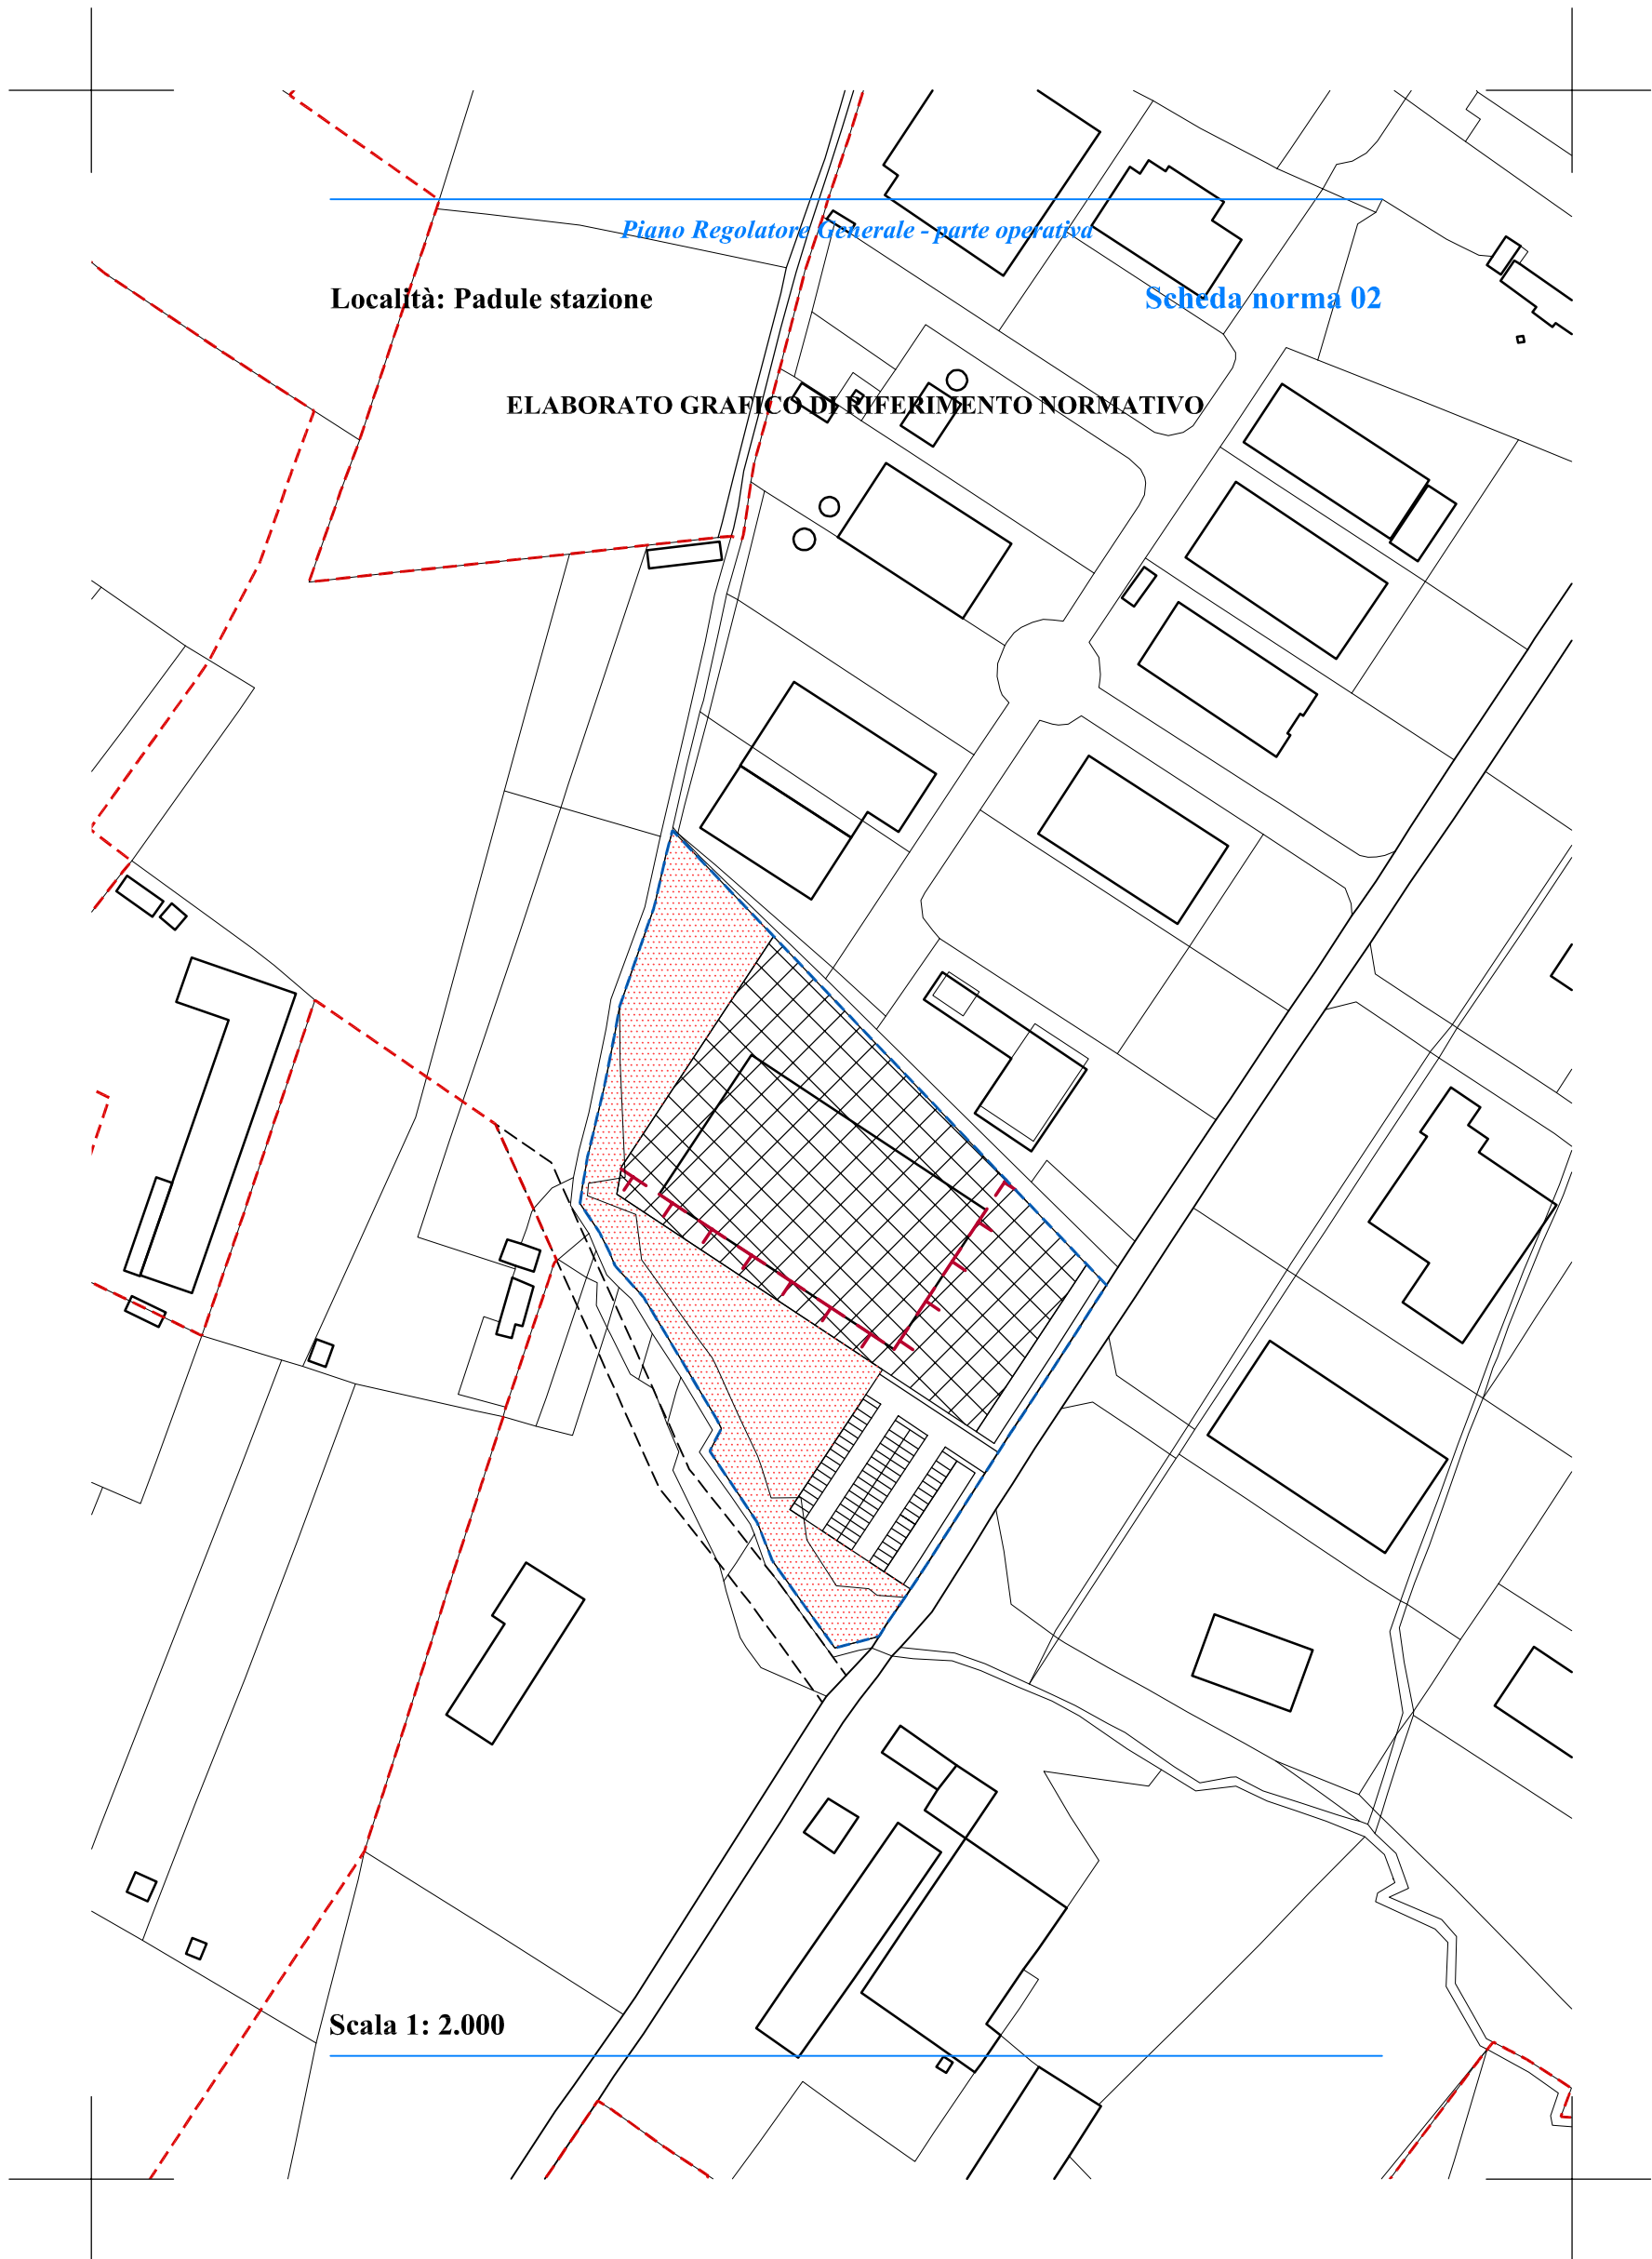 Piano Regolatore Generale - parte operativa
Località: Padule stazione
Scheda norma 02
ELABORATO GRAFICO DI RIFERIMENTO NORMATIVO
Scala 1: 2.000